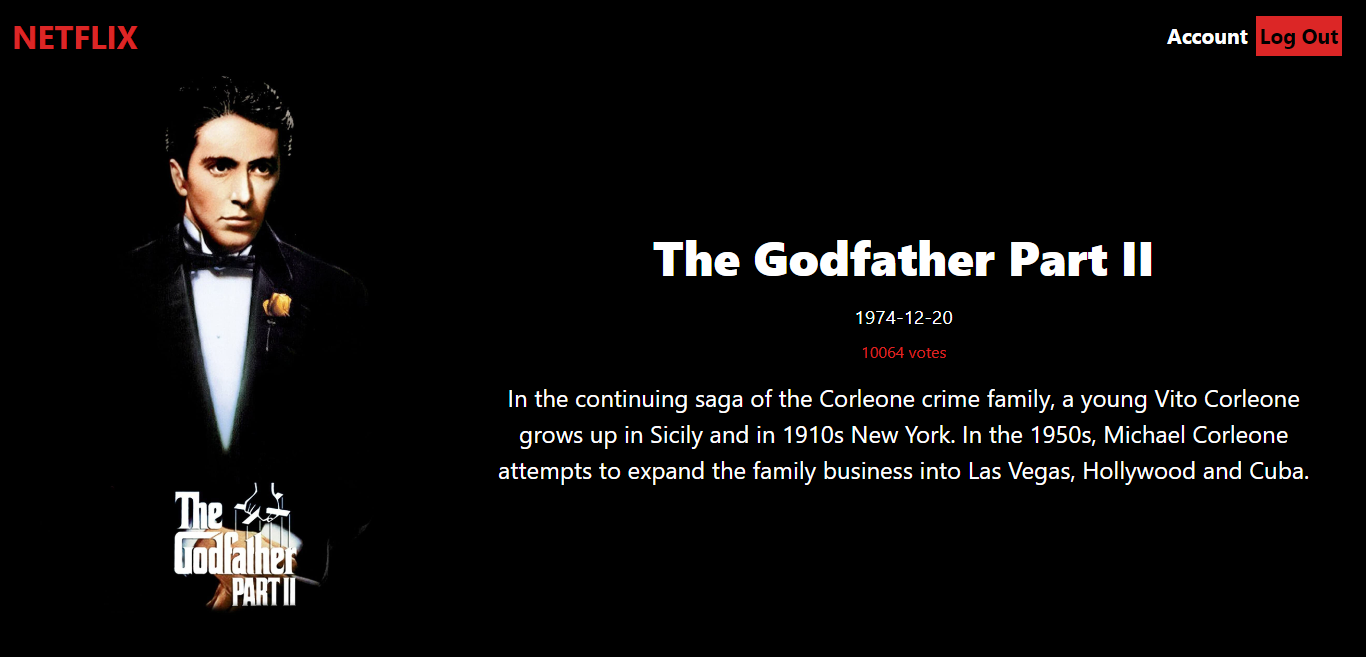 NETFLIX
Account Log Out
The Godfather Part II
1974-12-20
10064 votes
In the continuing saga of the Corleone crime family, a young Vito Corleone
grows up in Sicily and in 1910s New York. In the 1950s, Michael Corleone
attempts to expand the family business into Las Vegas, Hollywood and Cuba.
The
Godfather
PART II